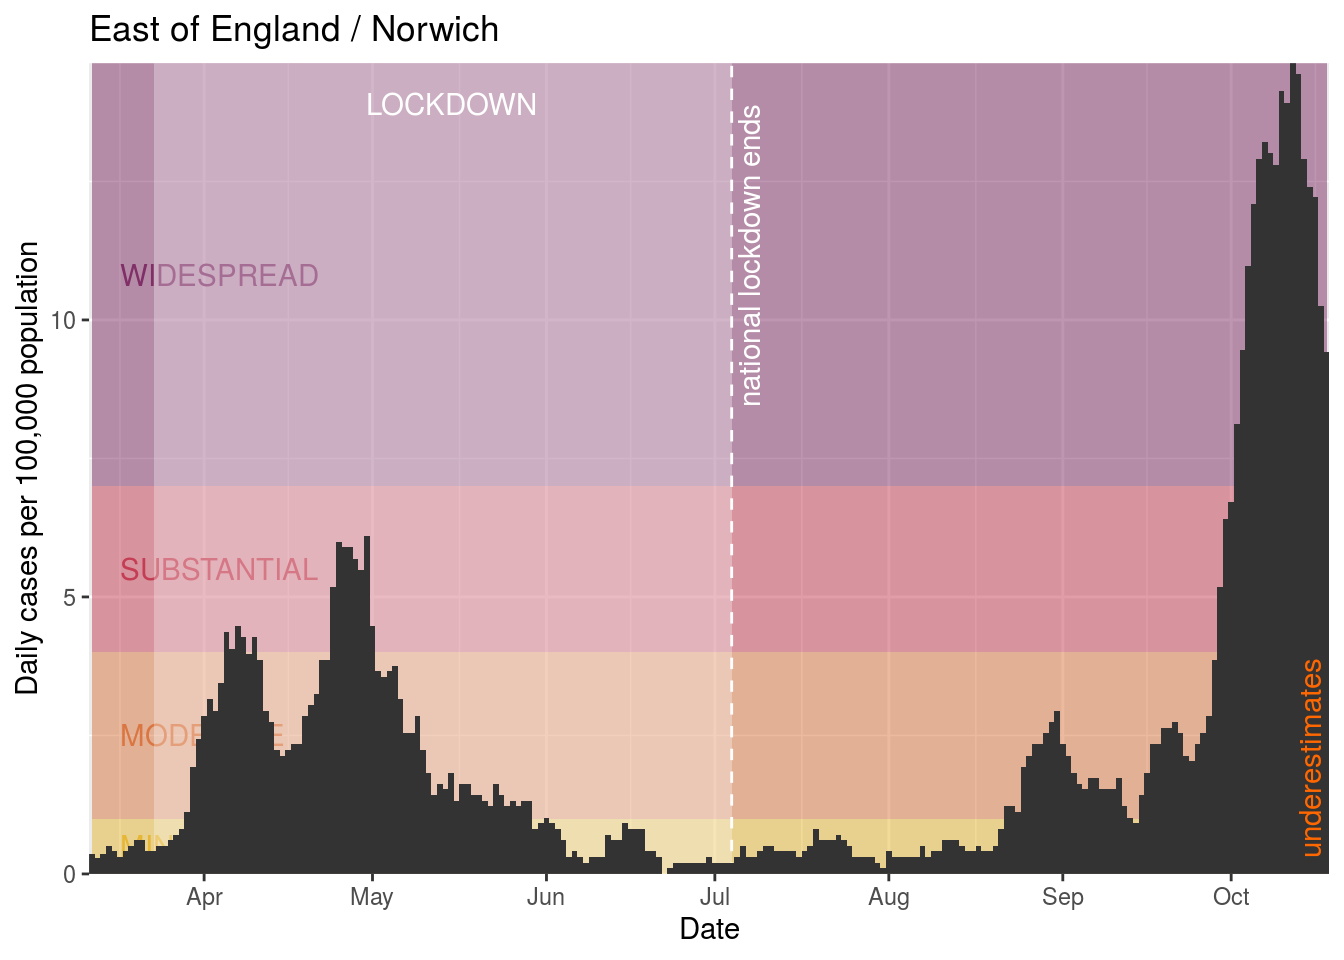 East of England / Norwich
LOCKDOWN
national lockdown ends
WIDESPREAD
SUBSTANTIAL
underestimates
Daily cases per 100,000 population
10
5
0
Apr
May
Jun
Jul
Aug
Sep
Oct
Date